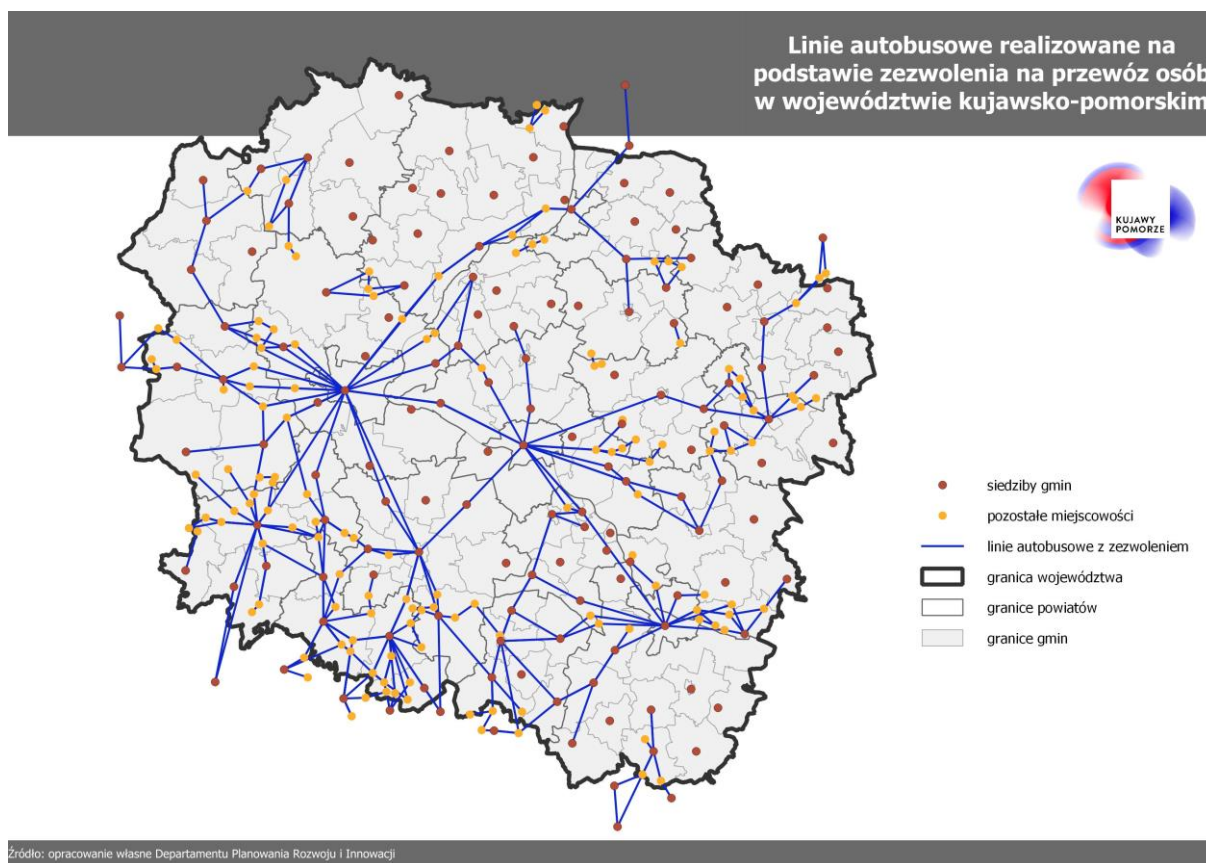 Linie autobusowe realizowane na
podstawie zezwolenia na przewóz osób
w województwie kujawsko-pomorskim
KUJAWY
POMORZE
siedziby gmin
pozostałe miejscowości
linie autobusowe z zezwoleniem
granica województwa
granice powiatów
granice gmin
Źródło: opracowanie własne Departamentu Planowania Rozwoju i Innowacji